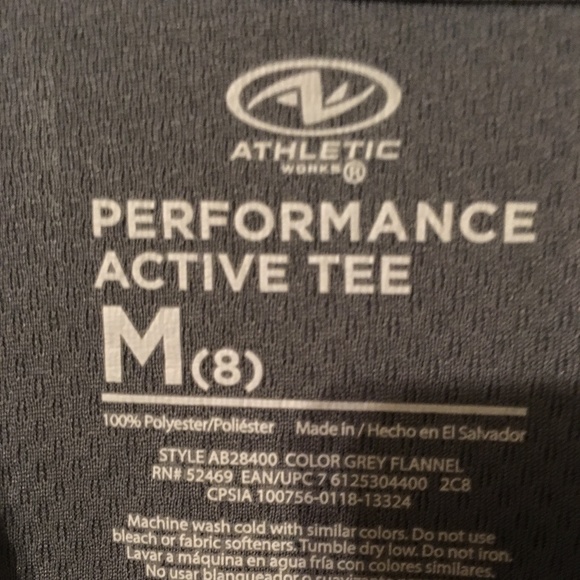 ATHLETIC
WORKS®
PERFORMANCE
ACTIVE TEE
M (8)
100% Polyester/Poliéster Made in / Hecho en El Salvador
STYLE AB28400 COLOR GREY FLANNEL
RN# 52469 EAN/UPC 7 6125304400 2C8
CPSIA 100756-0118-13324
Machine wash cold with similar colors. Do not use
bleach or fabric softeners. Tumble dry low. Do not iron.
Lavar a máquina en agua fría con colores similares.
No usar blanqueador o